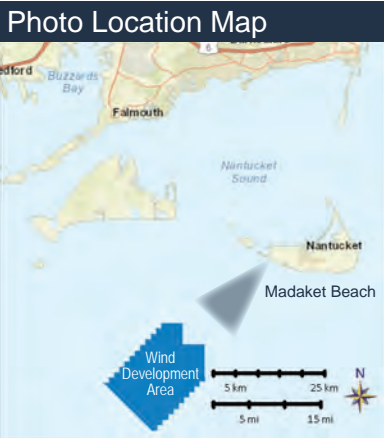 Photo Location Map
6
edford
Buzzards
Bay
Falmouth
Nantucket
Sound
Nantucket
Madaket Beach
Wind
Development
Area
N
5 km 25 km
5 mi 15 mi